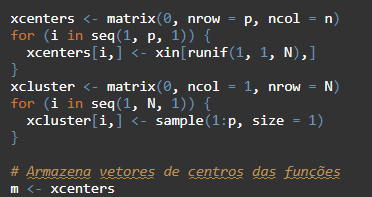 xcenters <- matrix(0, nrow = p, ncol = n)
for (i in seq(1, p, 1)) {
  xcenters[i,] <- xin[runif(1, 1, N),]
}
xcluster <- matrix(0, ncol = 1, nrow = N)
for (i in seq(1, N, 1)) {
  xcluster[i,] <- sample(1:p, size = 1)
}

# Armazena vetores de centros das funções
m <- xcenters